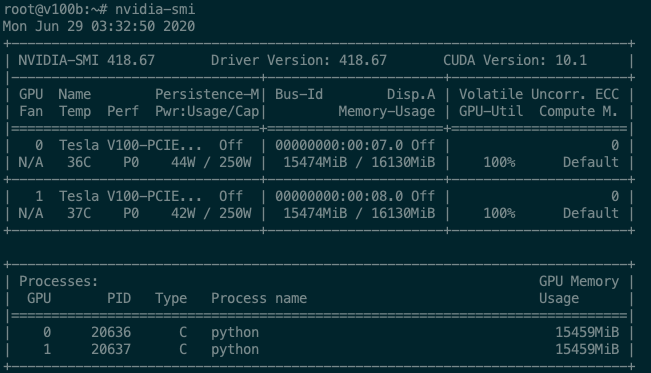 root@v100b:~# nvidia-smi
Mon Jun 29 03:32:50 2020
NVIDIA-SMI 418.67 Driver Version: 418.67 CUDA Version: 10.1
GPU Name Persistence-M| Bus-Id Disp.A | Volatile Uncorr. ECC
Fan Temp Perf Pwr:Usage/Cap| Memory-Usage | GPU-Util Compute M.
0 Tesla V100-PCIE... Off | 00000000:00:07.0 Off | 0
N/A 36C P0 44W / 250W | 15474MiB / 16130MiB | 100% Default
1 Tesla V100-PCIE... Off | 00000000:00:08.0 Off | 0
N/A 37C P0 42W / 250W | 15474MiB / 16130MiB | 100% Default
Processes: GPU Memory
GPU PID Type Process name Usage
0 20636 C python 15459MiB
1 20637 C python 15459MiB